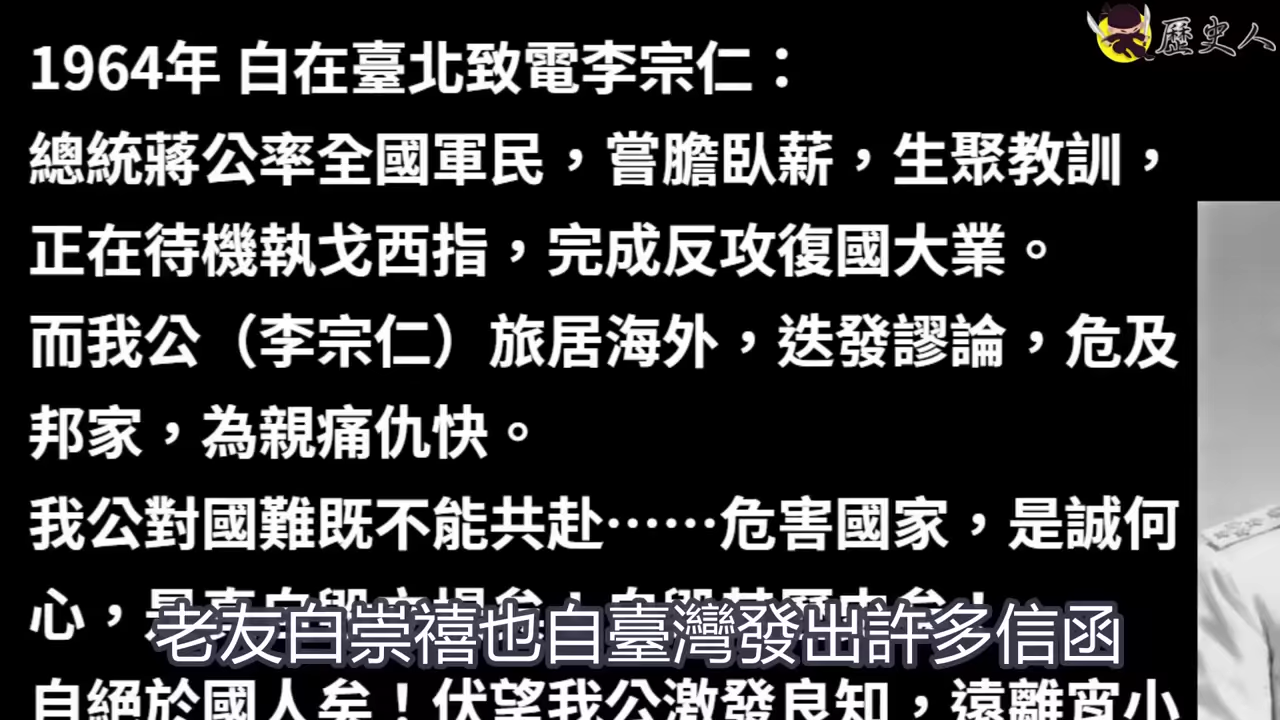 歷史人
1964年 白在臺北致電李宗仁：
總統蔣公率全國軍民，嘗膽臥薪，生聚教訓，
正在待機執戈西指，完成反攻復國大業。
而我公（李宗仁）旅居海外，迭發謬論，危及
邦家，為親痛仇快。
我公對國難既不能共赴……危害國家，是誠何
心，
老友白崇禧也自臺灣發出許多信函
自絕於國人矣！伏望我公激發良知，遠離宵小